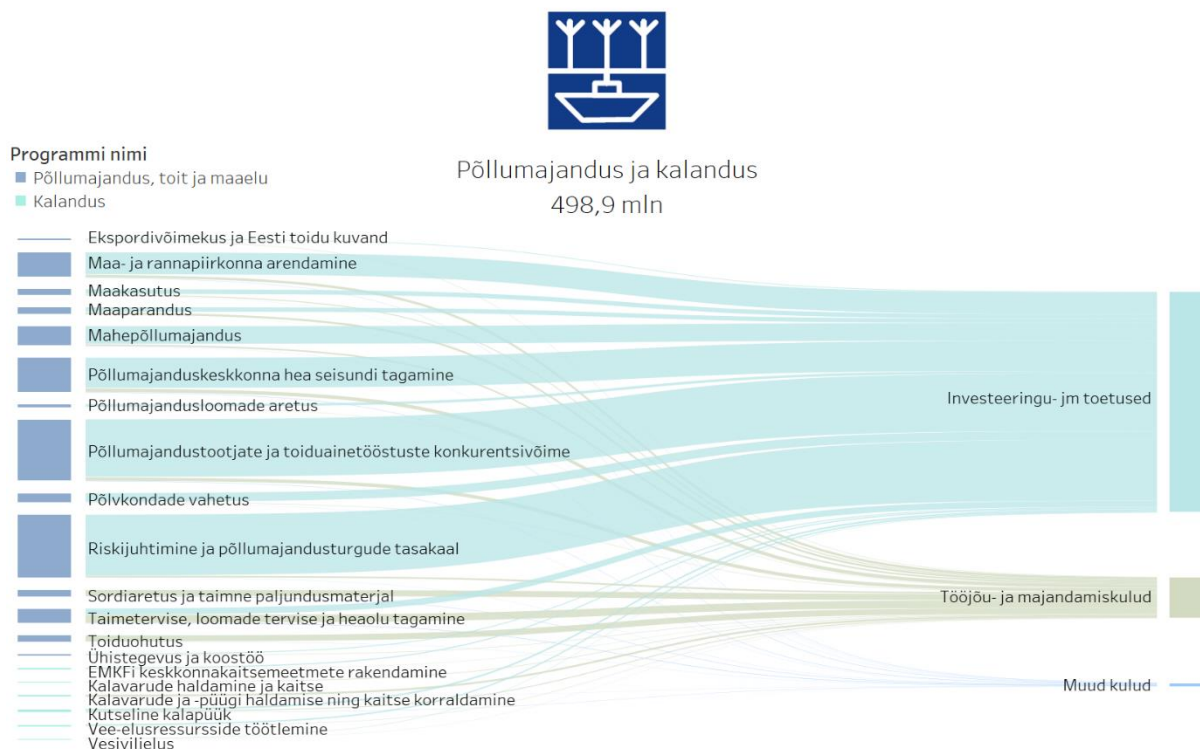 Põllumajandus ja kalandus
498,9 mln
Programmi nimi
Põllumajandus, toit ja maaelu
Kalandus
Ekspordivõimekus ja Eesti toidu kuvand
Maa- ja rannapiirkonna arendamine
Maakasutus
Maaparandus
Mahepõllumajandus
Põllumajanduskeskkonna hea seisundi tagamine
Põllumajandusloomade aretus
Põllumajandustootjate ja toiduainetööstuste konkurentsivõime
Põlvkondade vahetus
Riskijuhtimine ja põllumajandusturgude tasakaal
Sordiaretus ja taimne paljundusmaterjal
Taimetervise, loomade tervise ja heaolu tagamine
Toiduohutus
Ühistegevus ja koostöö
EMKFi keskkonnakaitsemeetmete rakendamine
Kalavarude haldamine ja kaitse
Kalavarude ja -püügi haldamise ning kaitse korraldamine
Kutseline kalapüük
Vee-elusressursside töötlemine
Vesiviljelus
Investeeringu- jm toetused
Tööjõu- ja majandamiskulud
Muud kulud